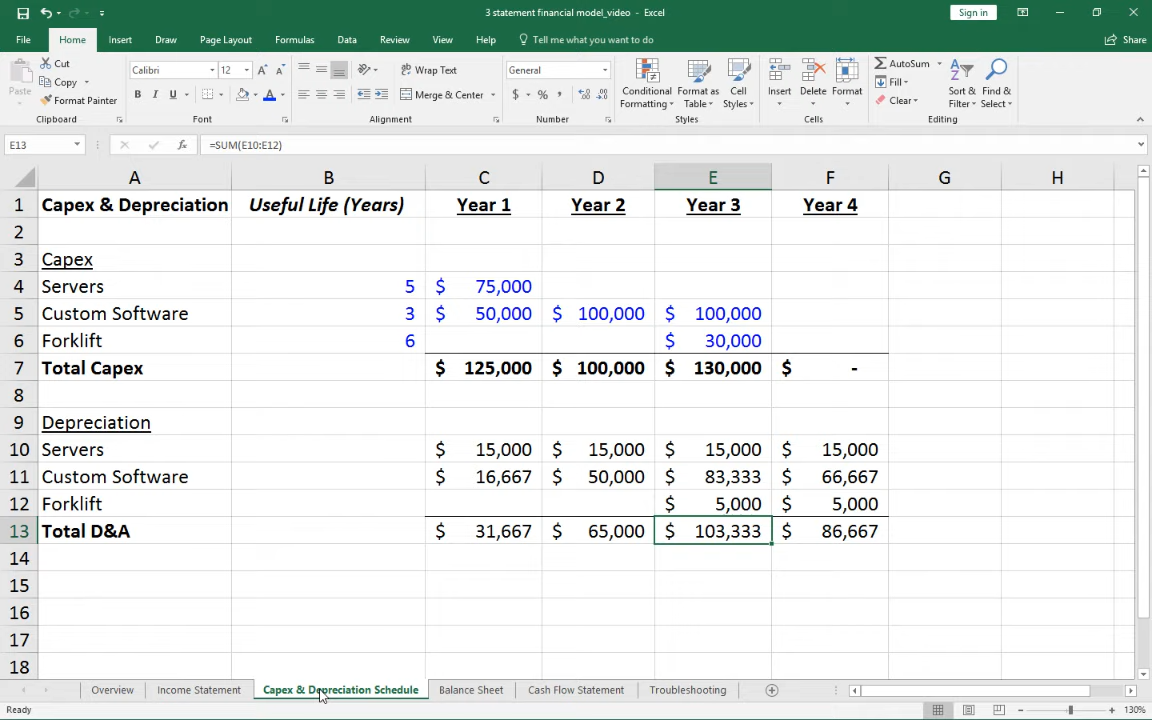 3 statement financial model_video - Excel
Sign in
File Home Insert Draw Page Layout Formulas Data Review View Help Tell me what you want to do Share
Paste Cut Copy Format Painter
Calibri 12 Wrap Text General AutoSum
B I U Merge & Center $ % , Fill Clear
Conditional Formatting Format as Table Cell Styles Insert Delete Format Sort & Filter Find & Select
Clipboard Font Alignment Number Styles Cells Editing
E13 fx =SUM(E10:E12)
A B C D E F G H
1 Capex & Depreciation Useful Life (Years) Year 1 Year 2 Year 3 Year 4
2
3 Capex
4 Servers 5 $ 75,000
5 Custom Software 3 $ 50,000 $ 100,000 $ 100,000
6 Forklift 6 $ 30,000
7 Total Capex $ 125,000 $ 100,000 $ 130,000 $ -
8
9 Depreciation
10 Servers $ 15,000 $ 15,000 $ 15,000 $ 15,000
11 Custom Software $ 16,667 $ 50,000 $ 83,333 $ 66,667
12 Forklift $ 5,000 $ 5,000
13 Total D&A $ 31,667 $ 65,000 $ 103,333 $ 86,667
14
15
16
17
18
Overview Income Statement Capex & Depreciation Schedule Balance Sheet Cash Flow Statement Troubleshooting
Ready 130%